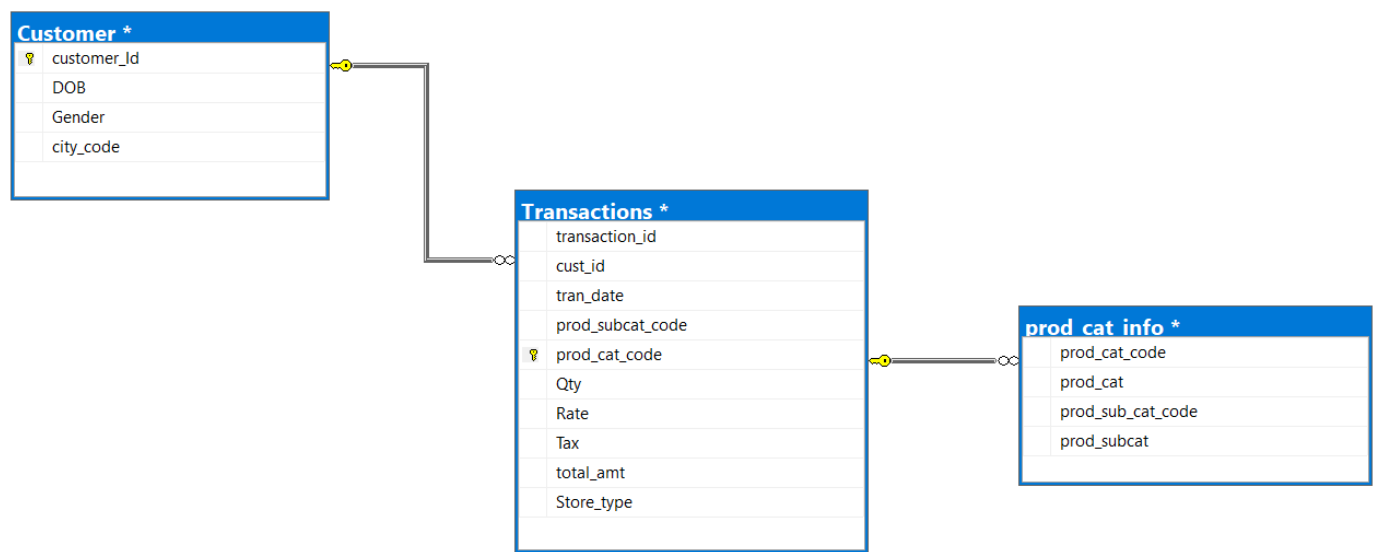 Customer *
customer_Id
DOB
Gender
city_code
Transactions *
transaction_id
cust_id
tran_date
prod_subcat_code
prod_cat_code
Qty
Rate
Tax
total_amt
Store_type
prod_cat_info *
prod_cat_code
prod_cat
prod_sub_cat_code
prod_subcat